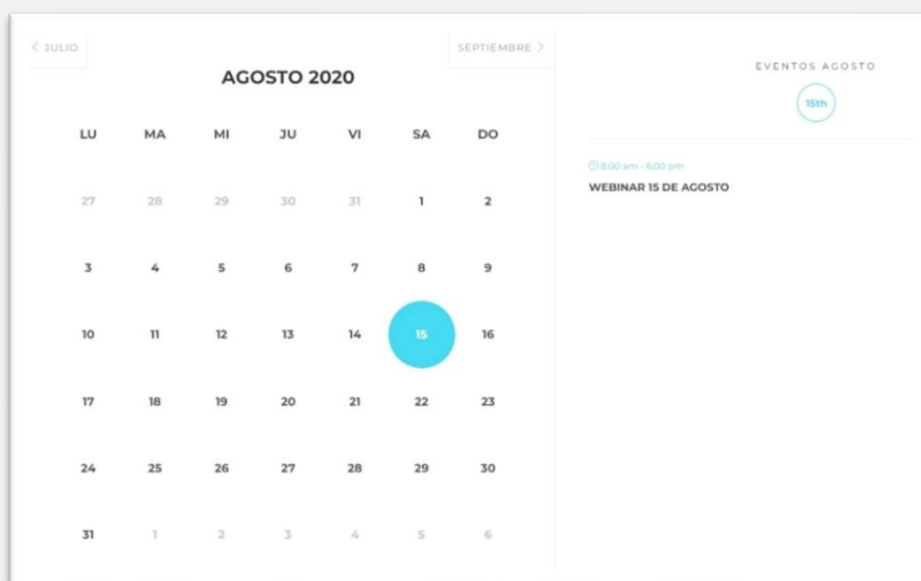 JULIO
SEPTIEMBRE
AGOSTO 2020
LU MA MI JU VI SA DO
27 28 29 30 31 1 2
3 4 5 6 7 8 9
10 11 12 13 14 15 16
17 18 19 20 21 22 23
24 25 26 27 28 29 30
31 1 2 3 4 5 6
EVENTOS AGOSTO
15th
8:00 am - 6:00 pm
WEBINAR 15 DE AGOSTO